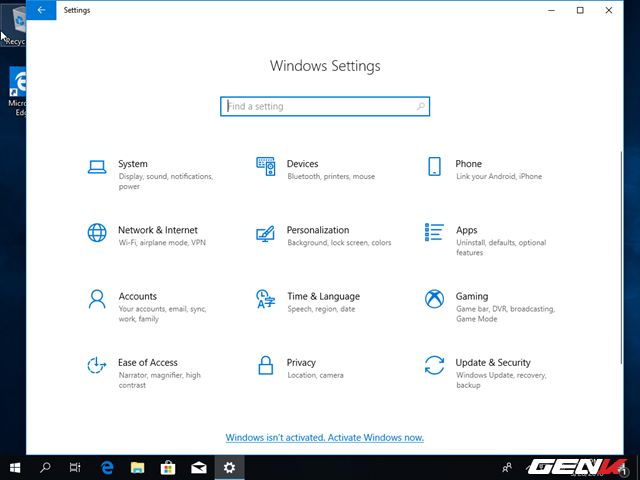 Settings
Recyc
Micro
Edg
Windows Settings
Find a setting
System
Display, sound, notifications,
power
Devices
Bluetooth, printers, mouse
Phone
Link your Android, iPhone
Network & Internet
Wi-Fi, airplane mode, VPN
Personalization
Background, lock screen, colors
Apps
Uninstall, defaults, optional
features
Accounts
Your accounts, email, sync,
work, family
Time & Language
Speech, region, date
Gaming
Game bar, DVR, broadcasting,
Game Mode
Ease of Access
Narrator, magnifier, high
contrast
Privacy
Location, camera
Update & Security
Windows Update, recovery,
backup
Windows isn't activated. Activate Windows now.
GENK
1